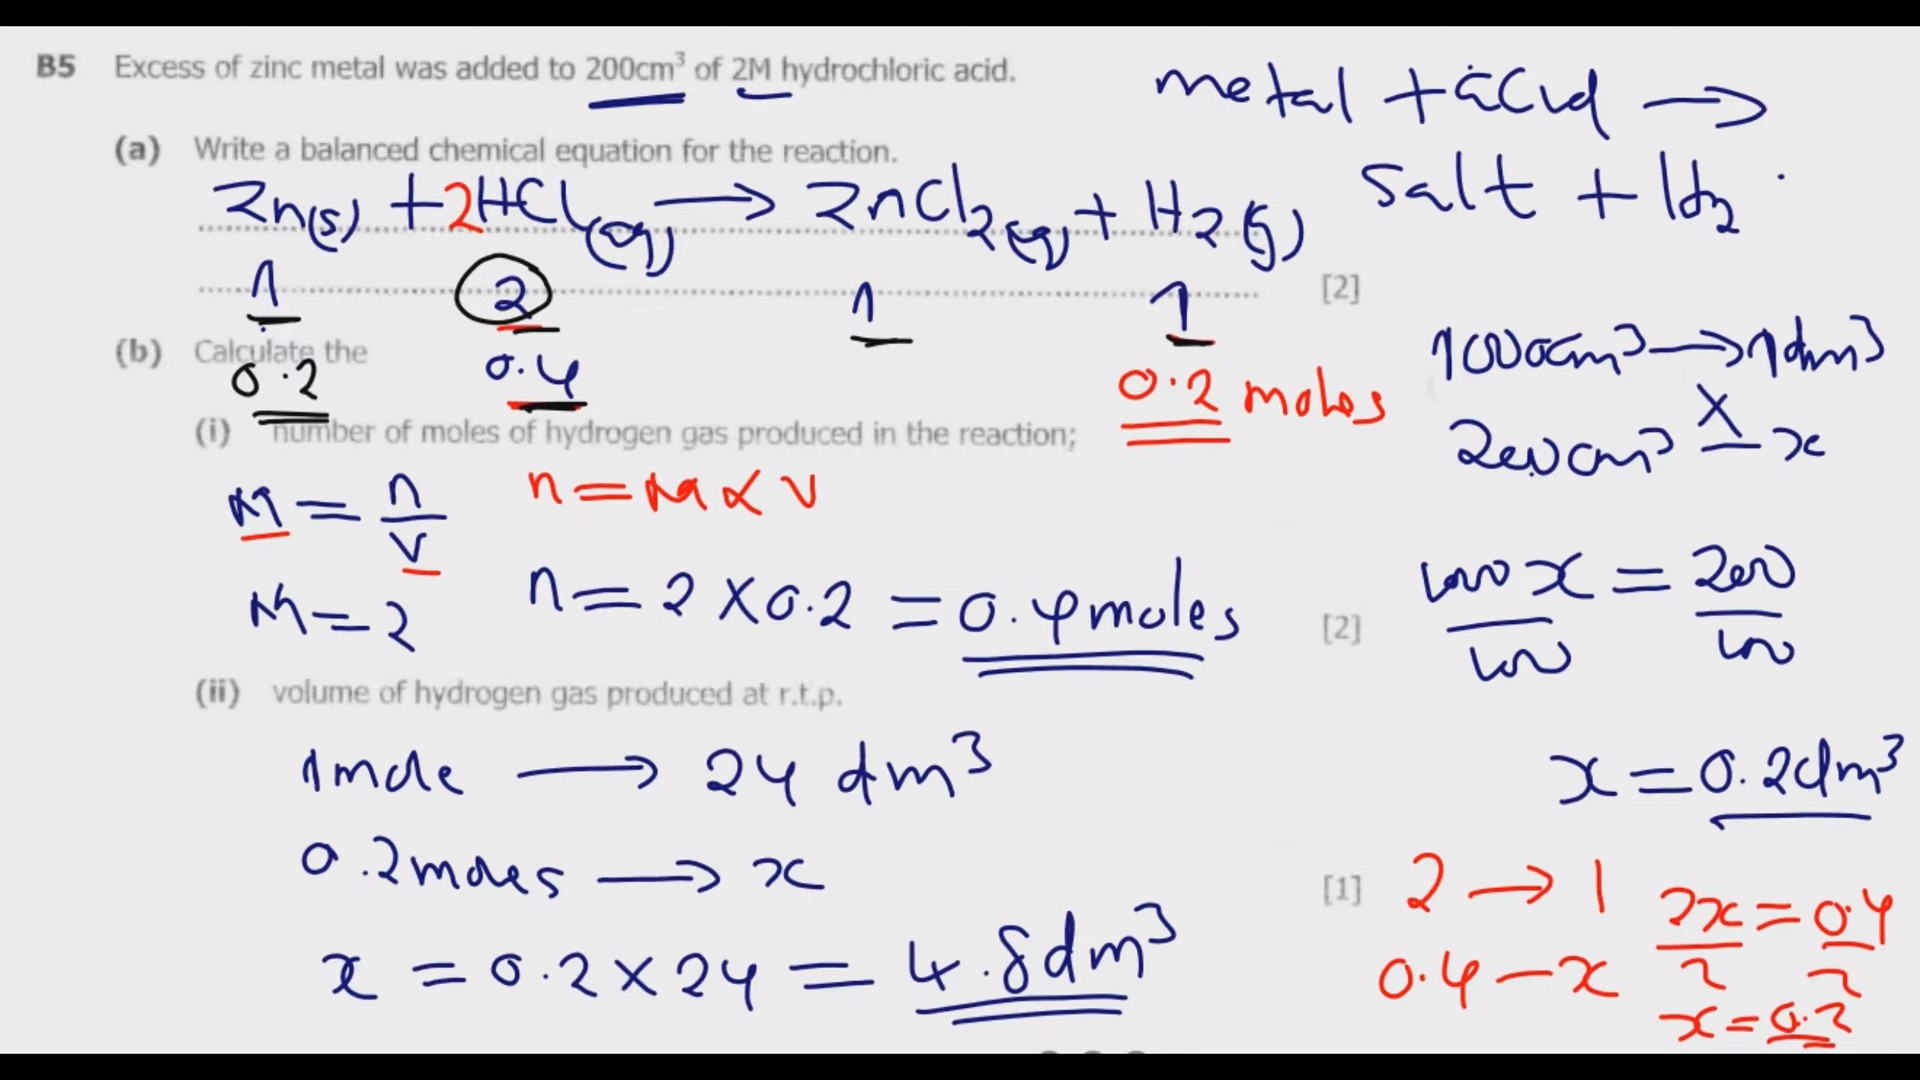 B5 Excess of zinc metal was added to 200cm³ of 2M hydrochloric acid.
metal + acid →
salt + H₂
(a) Write a balanced chemical equation for the reaction.
Zn(s) + 2HCl(aq) → ZnCl₂(aq) + H₂(g)
1 2 1 1 [2]
(b) Calculate the
0.2 0.4 0.2 moles
1000cm³ → 1dm³
200cm³ — x
X
(i) number of moles of hydrogen gas produced in the reaction;
M = n/v n = M × v
M = 2 n = 2 × 0.2 = 0.4 moles [2]
1000x/1000 = 200/1000
x = 0.2dm³
(ii) volume of hydrogen gas produced at r.t.p.
1 mole → 24 dm³
0.2 moles → x
x = 0.2 × 24 = 4.8dm³
[1]
2 → 1
0.4 — x
2x/2 = 0.4/2
x = 0.2